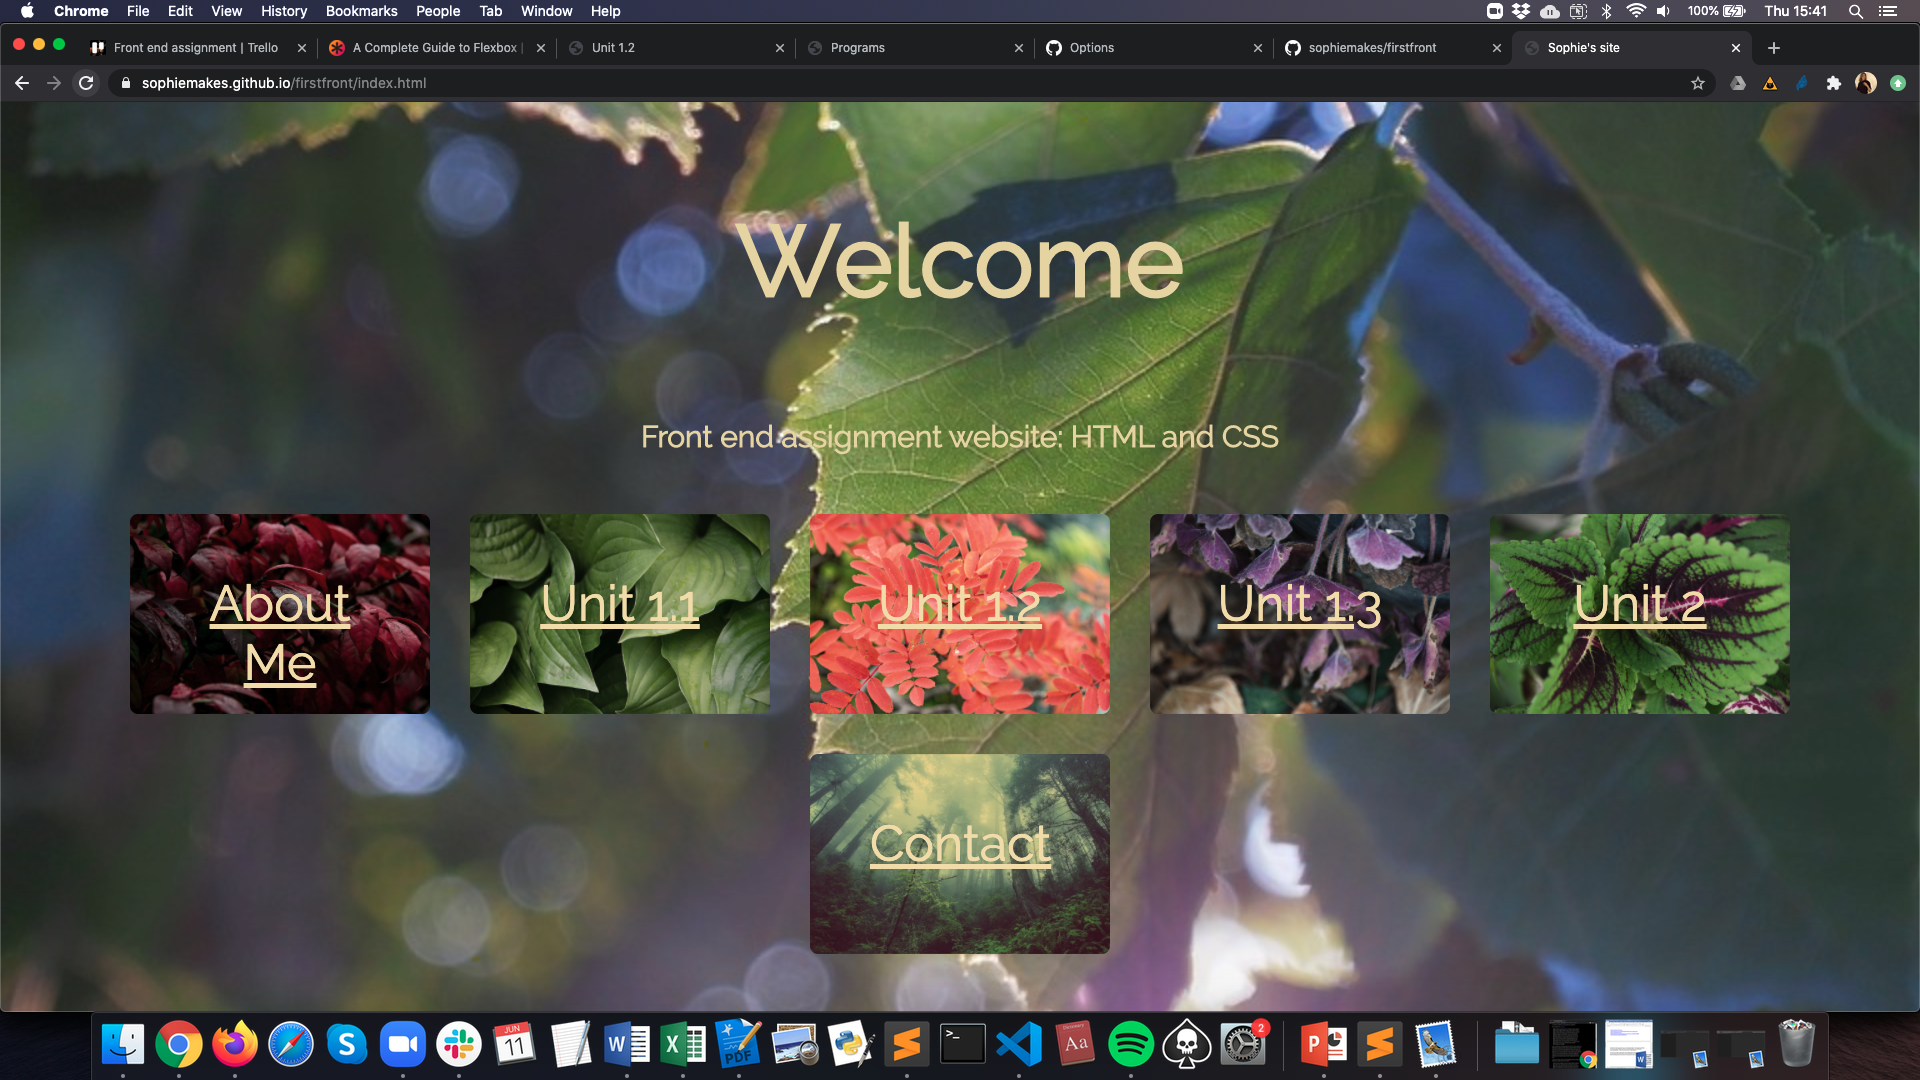 Chrome File Edit View History Bookmarks People Tab Window Help 100% Thu 15:41
Front end assignment | Trello A Complete Guide to Flexbox | Unit 1.2 Programs Options sophiemakes/firstfront Sophie's site
sophiemakes.github.io/firstfront/index.html
Welcome
Front end assignment website: HTML and CSS
About
Me
Unit 1.1
Unit 1.2
Unit 1.3
Unit 2
Contact
JUN
11
PDF
Dictionary
Aa
2